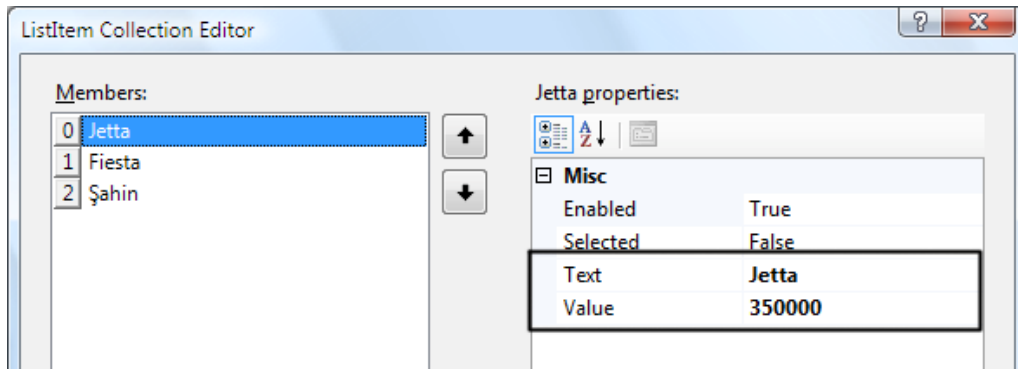 ListItem Collection Editor
Members:
0 Jetta
1 Fiesta
2 Şahin
Jetta properties:
Misc
Enabled True
Selected False
Text Jetta
Value 350000